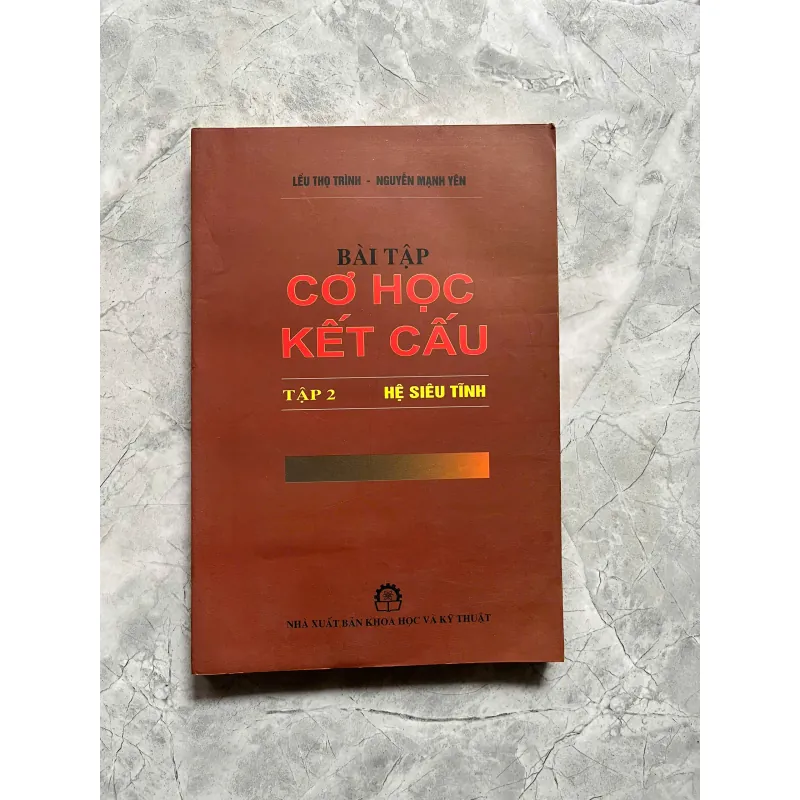 LỀU THỌ TRÌNH - NGUYỄN MẠNH YÊN
BÀI TẬP
CƠ HỌC
KẾT CẤU
TẬP 2 HỆ SIÊU TĨNH
NHÀ XUẤT BẢN KHOA HỌC VÀ KỸ THUẬT